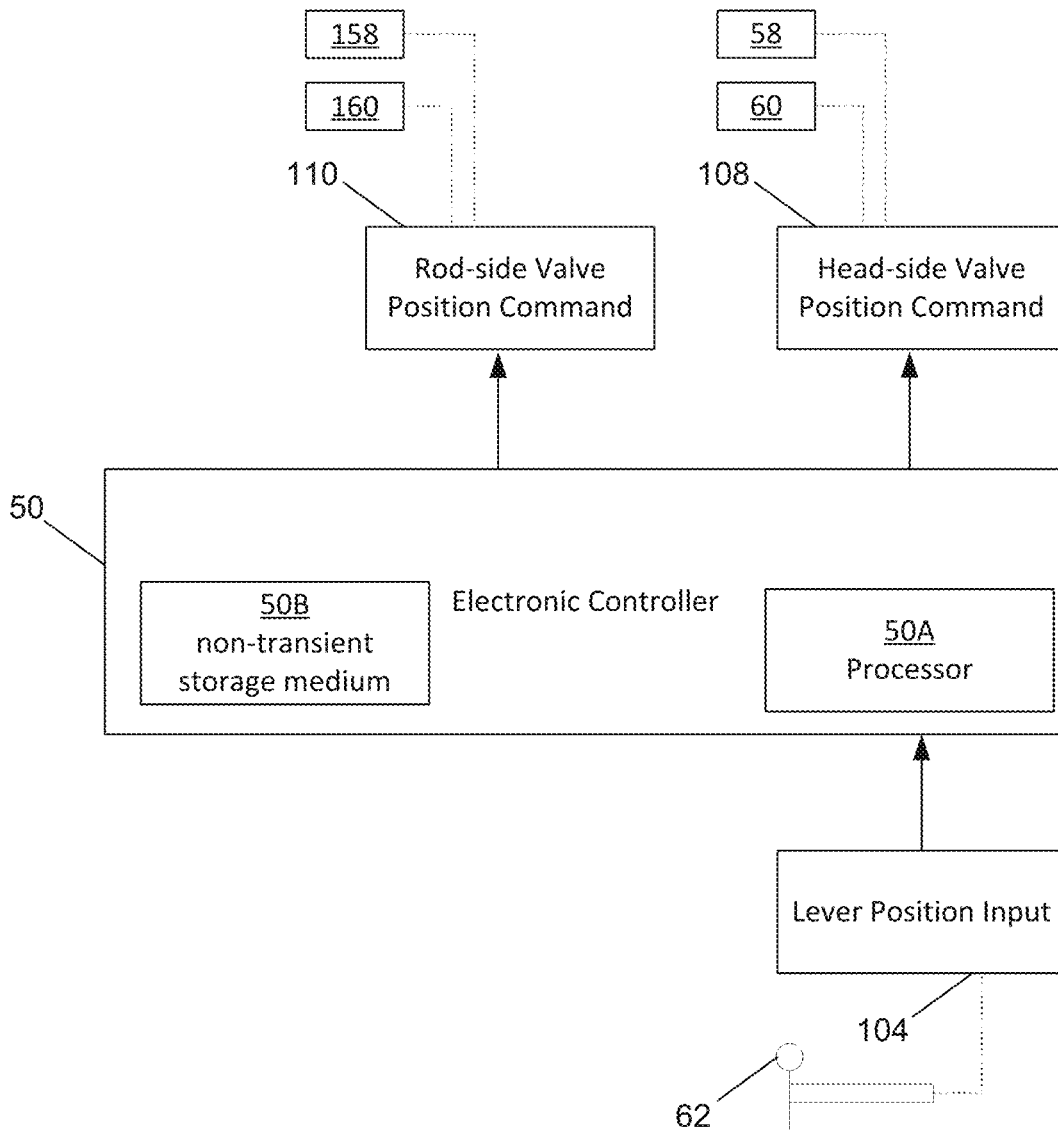 158
58
160
60
110
108
Rod-side Valve
Position Command
Head-side Valve
Position Command
50
50B
non-transient
storage medium
Electronic Controller
50A
Processor
Lever Position Input
104
62